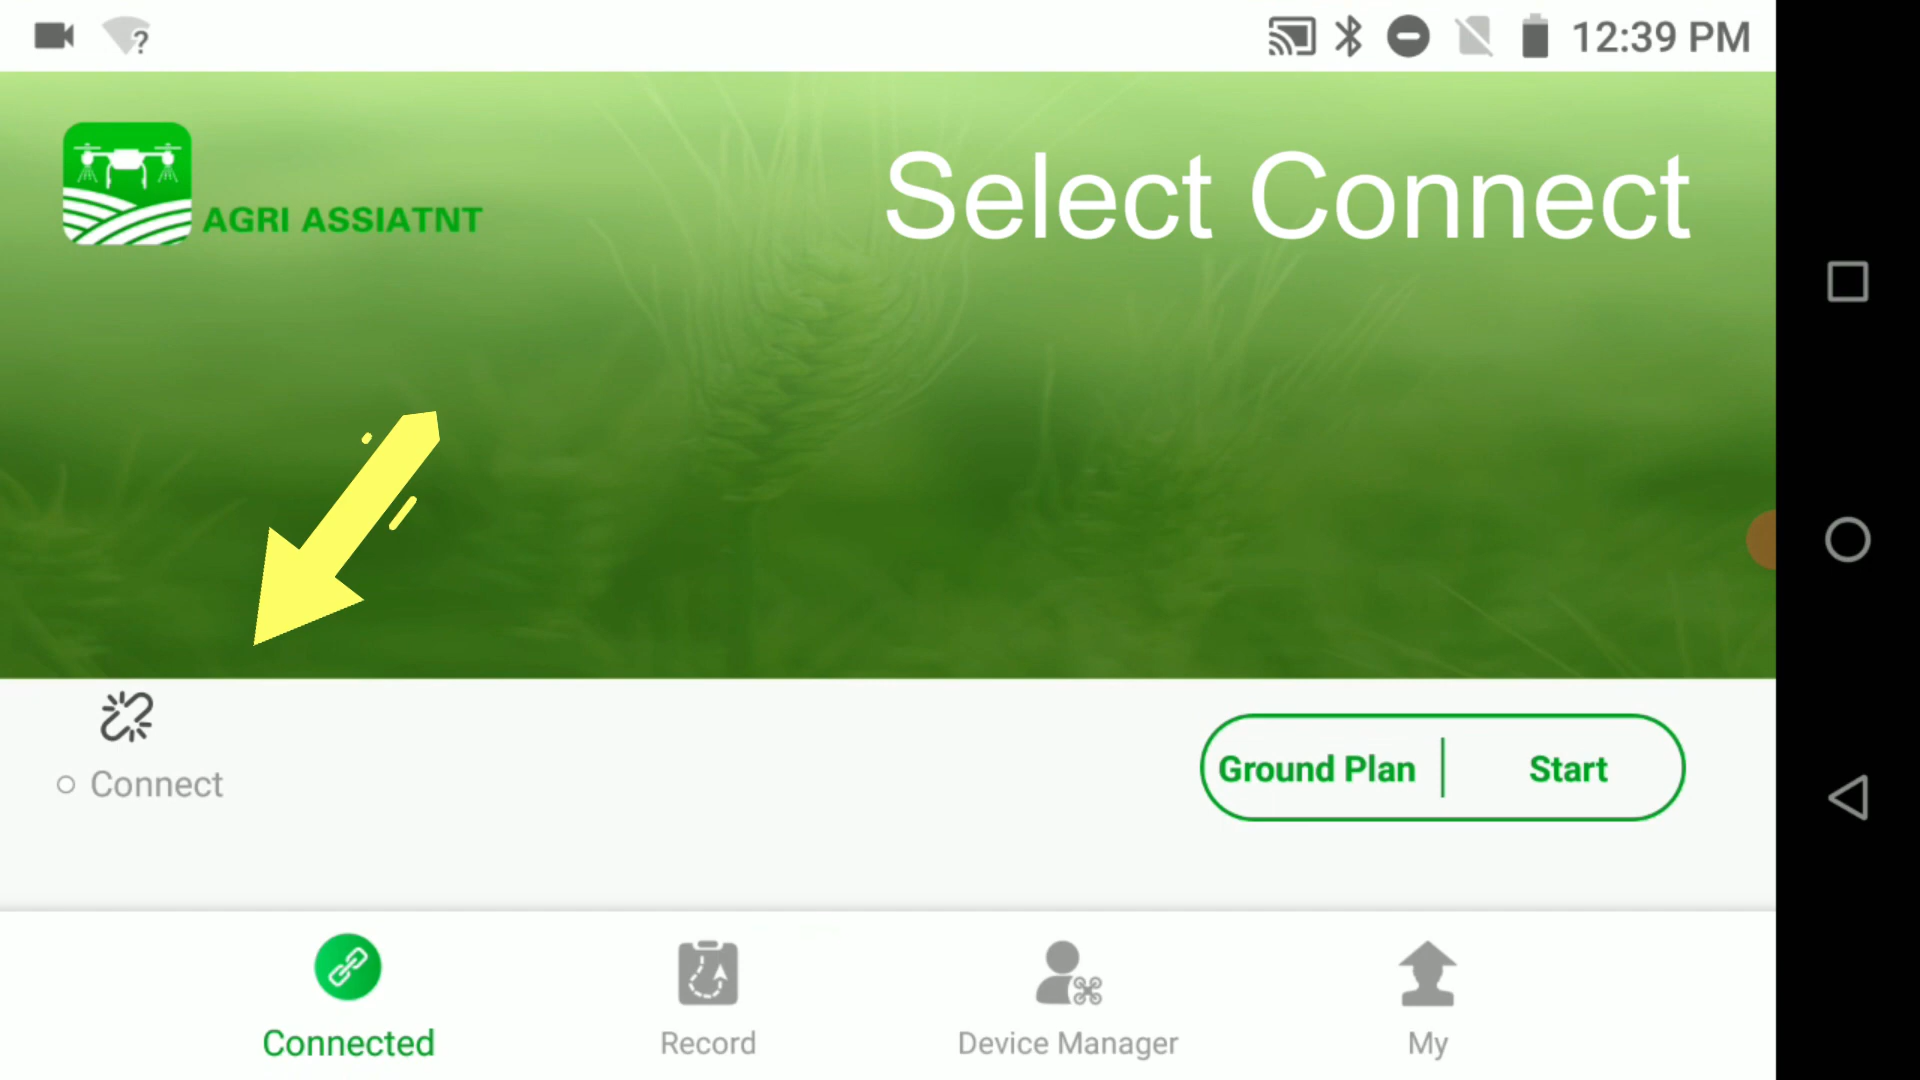 12:39 PM
AGRI ASSIATNT
Select Connect
Connect
Ground Plan
Start
Connected
Record
Device Manager
My